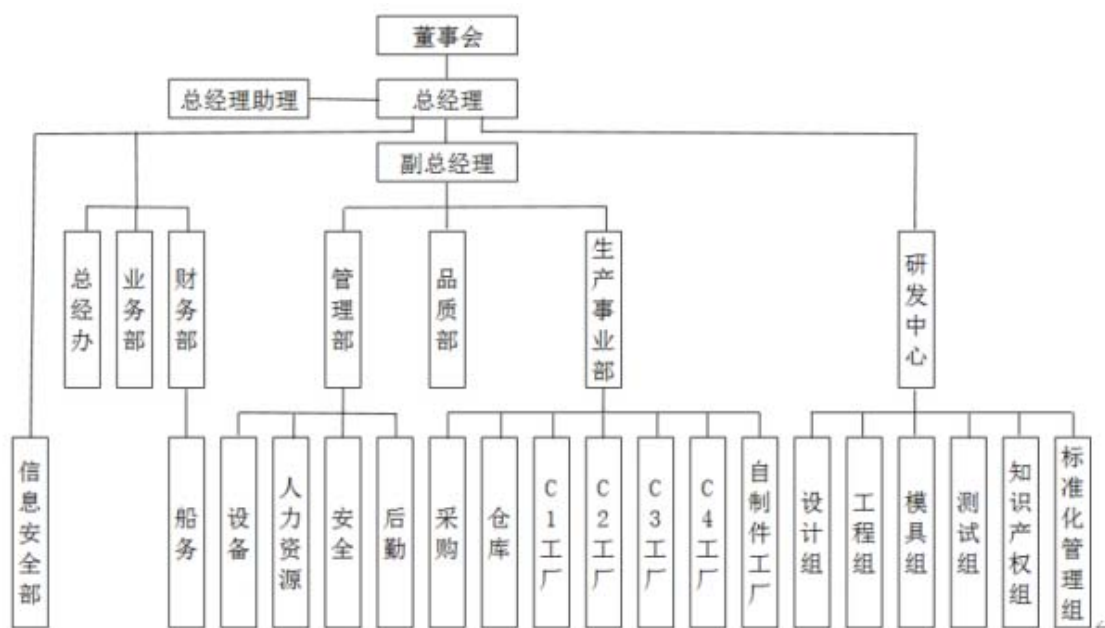 董事会
总经理助理
总经理
副总经理
总经办
业务部
财务部
管理部
品质部
生产事业部
研发中心
信息安全部
船务
设备
人力资源
安全
后勤
采购
仓库
C1工厂
C2工厂
C3工厂
C4工厂
自制件工厂
设计组
工程组
模具组
测试组
知识产权组
标准化管理组